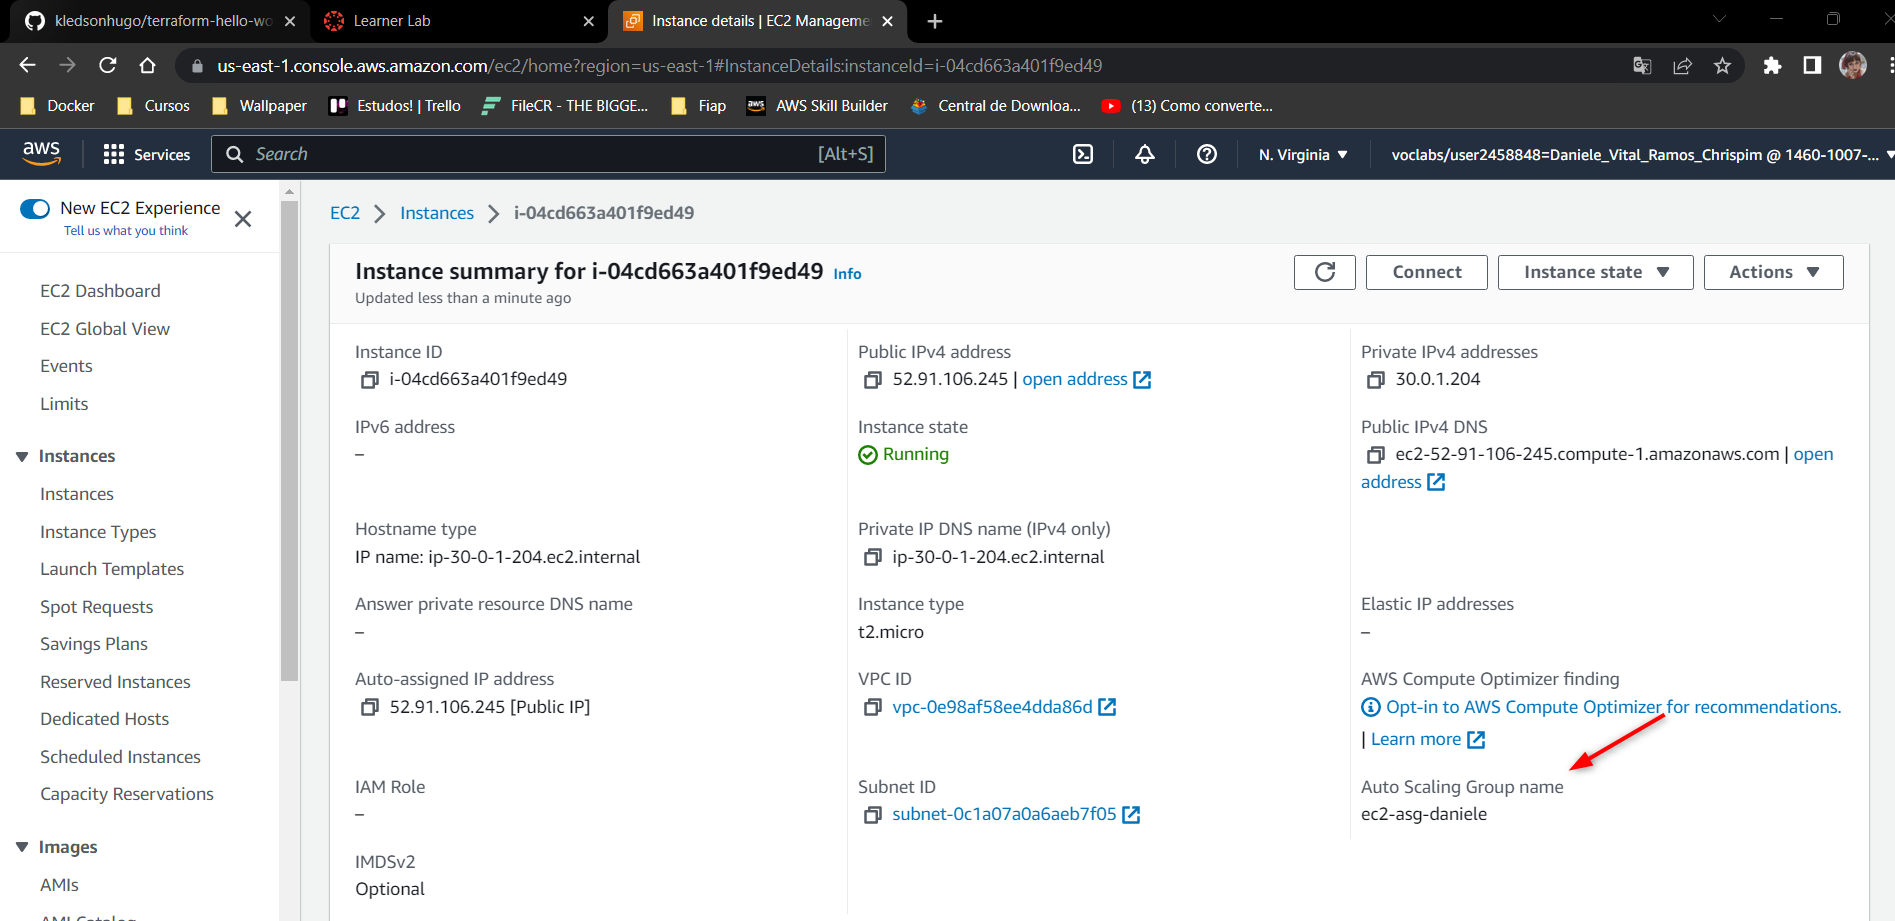 kledsonhugo/terraform-hello-wo
Learner Lab
Instance details | EC2 Manageme
us-east-1.console.aws.amazon.com/ec2/home?region=us-east-1#InstanceDetails:instanceId=i-04cd663a401f9ed49
Docker
Cursos
Wallpaper
Estudos! | Trello
FileCR - THE BIGGE...
Fiap
aws
AWS Skill Builder
Central de Downloa...
(13) Como converte...
aws
Services
Search
[Alt+S]
N. Virginia
voclabs/user2458848=Daniele_Vital_Ramos_Chrispim @ 1460-1007-...
New EC2 Experience
Tell us what you think
EC2 Dashboard
EC2 Global View
Events
Limits
Instances
Instances
Instance Types
Launch Templates
Spot Requests
Savings Plans
Reserved Instances
Dedicated Hosts
Scheduled Instances
Capacity Reservations
Images
AMIs
AMI Catalog
EC2
Instances
i-04cd663a401f9ed49
Instance summary for i-04cd663a401f9ed49 Info
Updated less than a minute ago
Connect
Instance state
Actions
Instance ID
i-04cd663a401f9ed49
Public IPv4 address
52.91.106.245 | open address
Private IPv4 addresses
30.0.1.204
IPv6 address
–
Instance state
Running
Public IPv4 DNS
ec2-52-91-106-245.compute-1.amazonaws.com | open
address
Hostname type
IP name: ip-30-0-1-204.ec2.internal
Private IP DNS name (IPv4 only)
ip-30-0-1-204.ec2.internal
Answer private resource DNS name
–
Instance type
t2.micro
Elastic IP addresses
–
Auto-assigned IP address
52.91.106.245 [Public IP]
VPC ID
vpc-0e98af58ee4dda86d
AWS Compute Optimizer finding
Opt-in to AWS Compute Optimizer for recommendations.
| Learn more
IAM Role
–
Subnet ID
subnet-0c1a07a0a6aeb7f05
Auto Scaling Group name
ec2-asg-daniele
IMDSv2
Optional